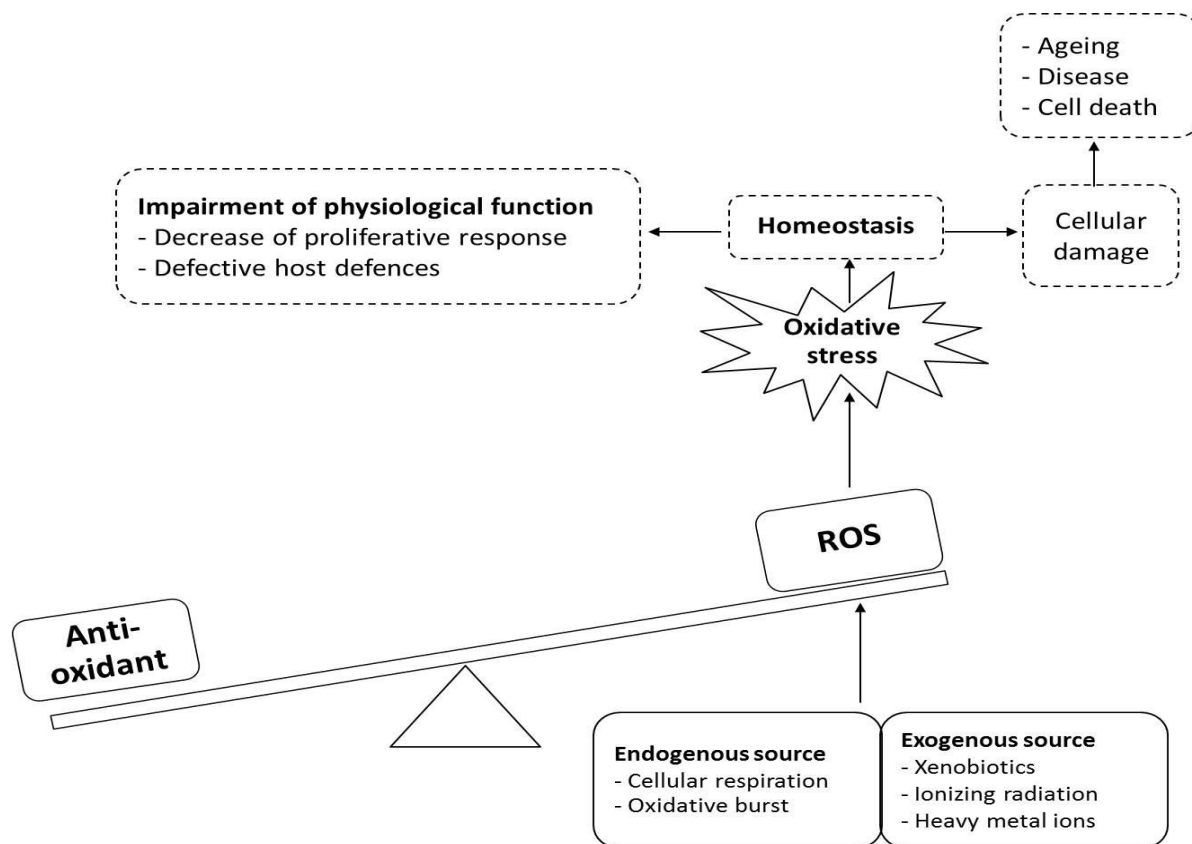 - Ageing
- Disease
- Cell death
Impairment of physiological function
- Decrease of proliferative response
- Defective host defences
Homeostasis
Cellular
damage
Oxidative
stress
ROS
Anti-
oxidant
Endogenous source
- Cellular respiration
- Oxidative burst
Exogenous source
- Xenobiotics
- Ionizing radiation
- Heavy metal ions